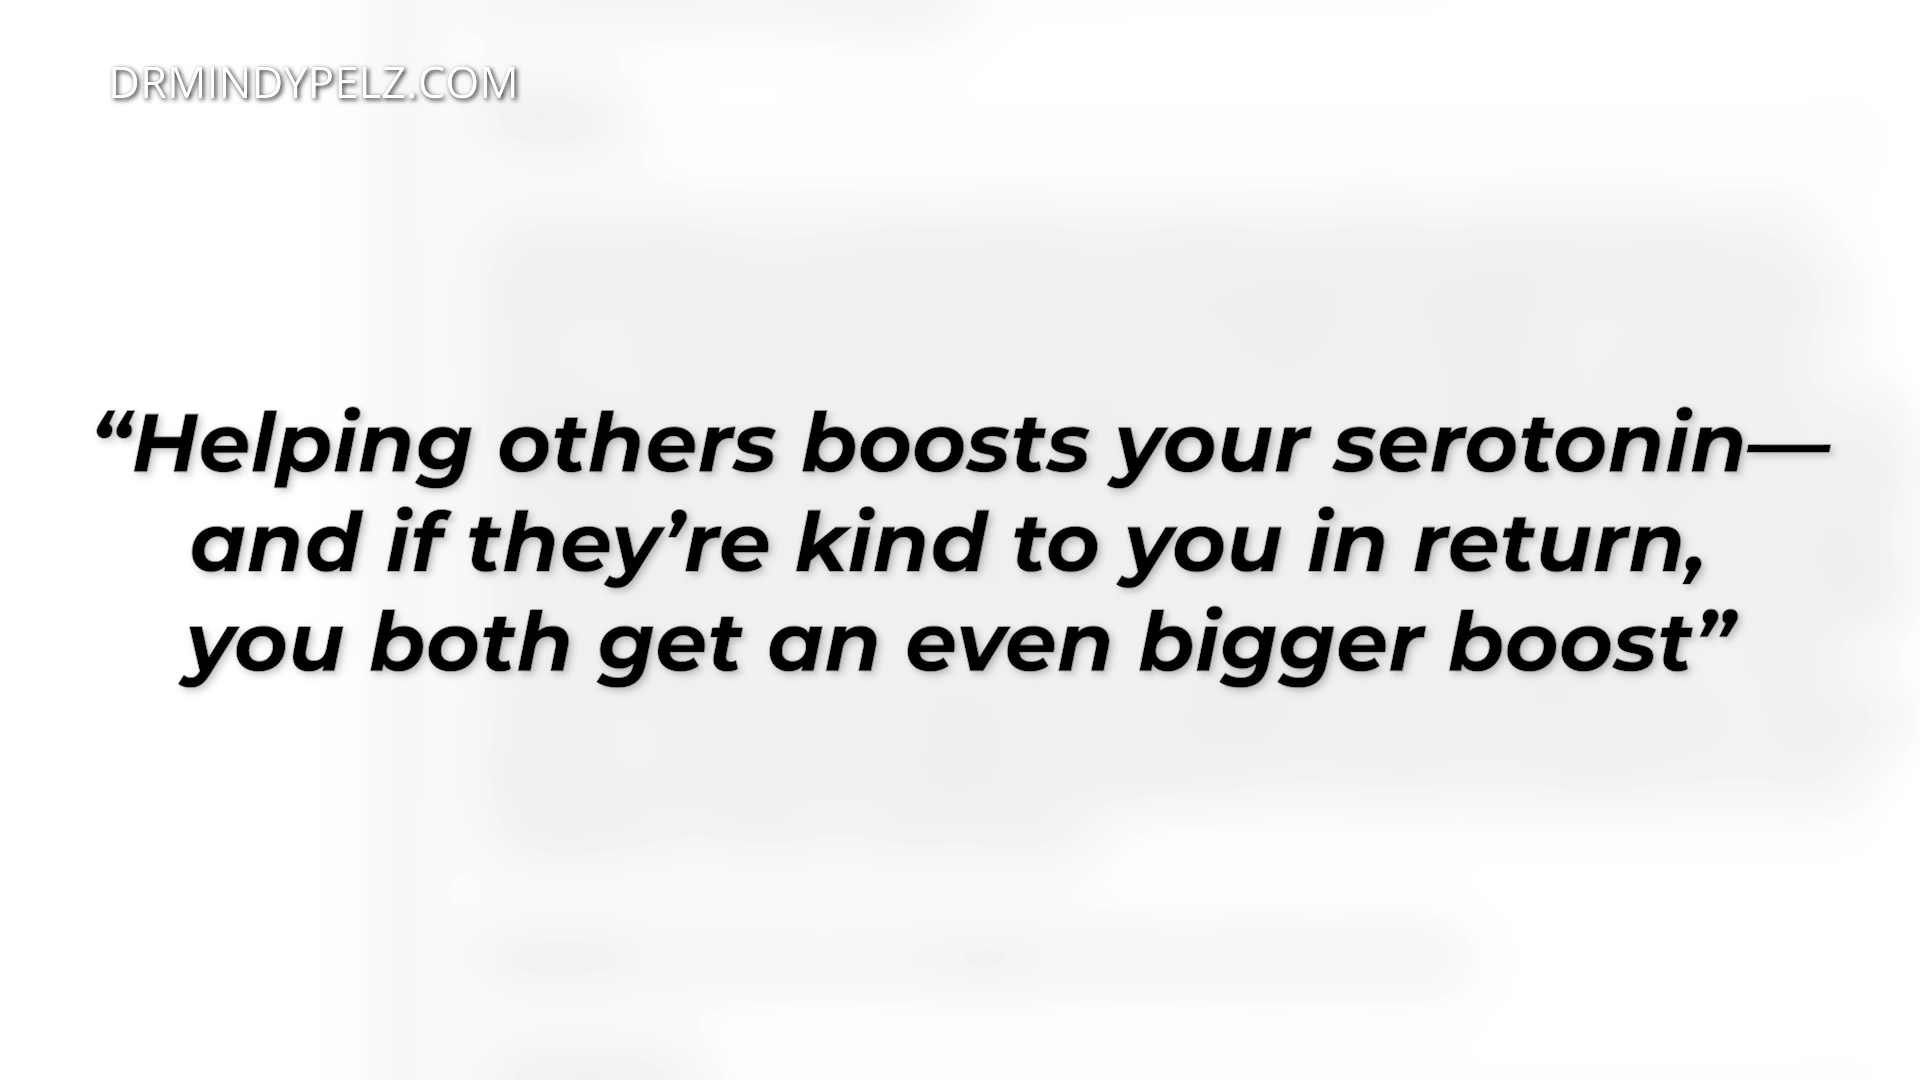 DRMINDYPELZ.COM
“Helping others boosts your serotonin—
and if they’re kind to you in return,
you both get an even bigger boost”